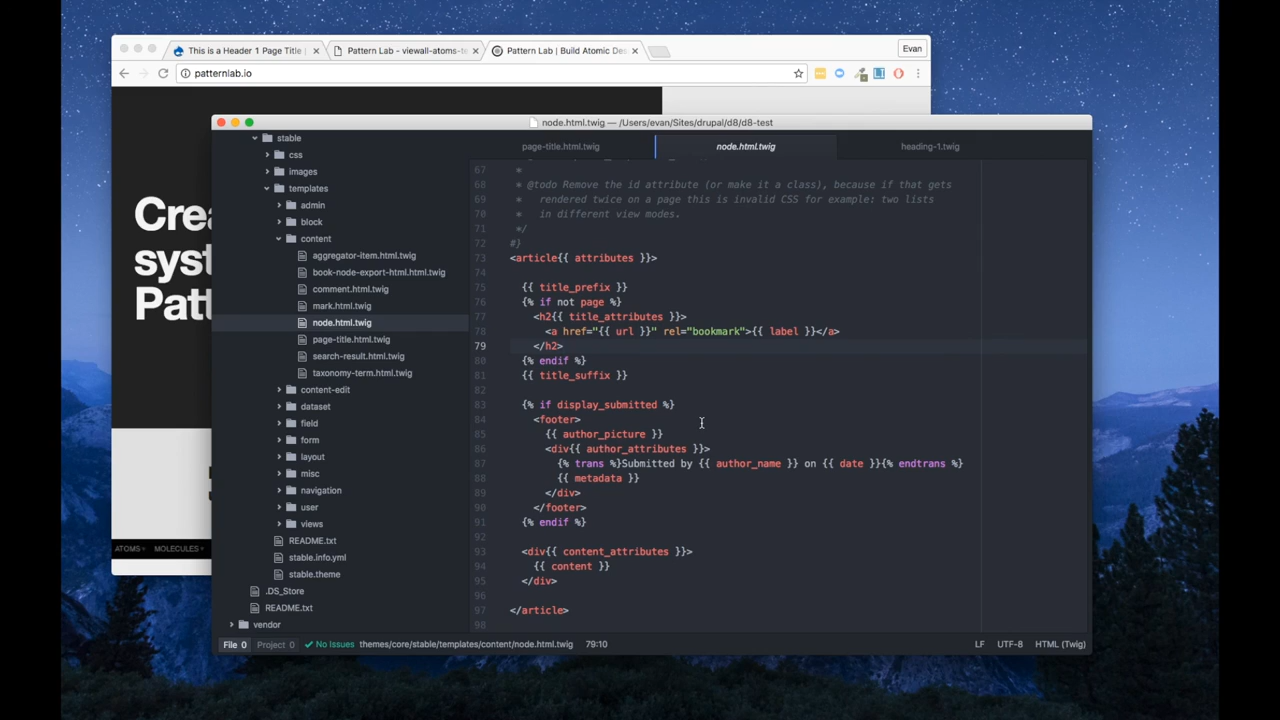 This is a Header 1 Page Title
Pattern Lab - viewall-atoms-te
Pattern Lab | Build Atomic Des
Evan
patternlab.io
Crea
syst
Patt
ATOMS
MOLECULES
node.html.twig — /Users/evan/Sites/drupal/d8/d8-test
stable
css
images
templates
admin
block
content
aggregator-item.html.twig
book-node-export-html.html.twig
comment.html.twig
mark.html.twig
node.html.twig
page-title.html.twig
search-result.html.twig
taxonomy-term.html.twig
content-edit
dataset
field
form
layout
misc
navigation
user
views
README.txt
stable.info.yml
stable.theme
.DS_Store
README.txt
vendor
page-title.html.twig
node.html.twig
heading-1.twig
67 *
68 * @todo Remove the id attribute (or make it a class), because if that gets
69 * rendered twice on a page this is invalid CSS for example: two lists
70 * in different view modes.
71 */
72 #}
73 <article{{ attributes }}>
74
75 {{ title_prefix }}
76 {% if not page %}
77 <h2{{ title_attributes }}>
78 <a href="{{ url }}" rel="bookmark">{{ label }}</a>
79 </h2>
80 {% endif %}
81 {{ title_suffix }}
82
83 {% if display_submitted %}
84 <footer>
85 {{ author_picture }}
86 <div{{ author_attributes }}>
87 {% trans %}Submitted by {{ author_name }} on {{ date }}{% endtrans %}
88 {{ metadata }}
89 </div>
90 </footer>
91 {% endif %}
92
93 <div{{ content_attributes }}>
94 {{ content }}
95 </div>
96
97 </article>
98
File 0 Project 0 No Issues themes/core/stable/templates/content/node.html.twig 79:10 LF UTF-8 HTML (Twig)